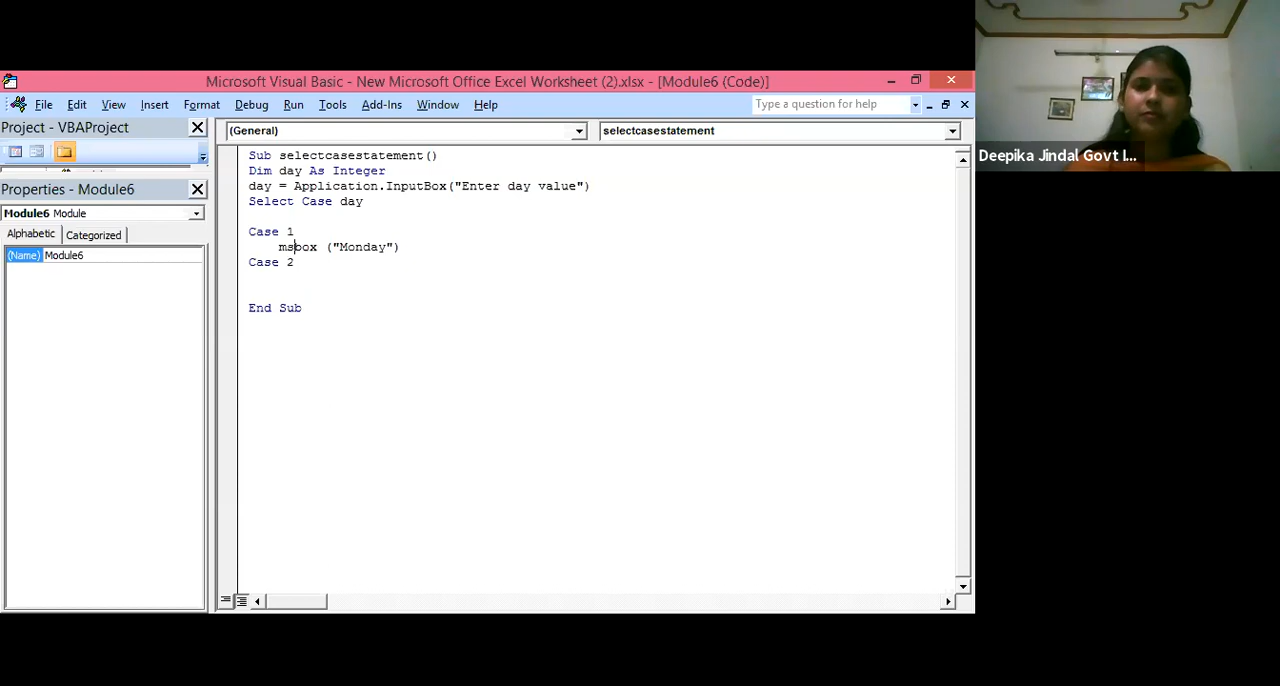 Microsoft Visual Basic - New Microsoft Office Excel Worksheet (2).xlsx - [Module6 (Code)]
File Edit View Insert Format Debug Run Tools Add-Ins Window Help
Type a question for help
Project - VBAProject
(General)
selectcasestatement
Properties - Module6
Module6 Module
Alphabetic Categorized
(Name) Module6
Sub selectcasestatement()
Dim day As Integer
day = Application.InputBox("Enter day value")
Select Case day
Case 1
msbox ("Monday")
Case 2
End Sub
Deepika Jindal Govt I...